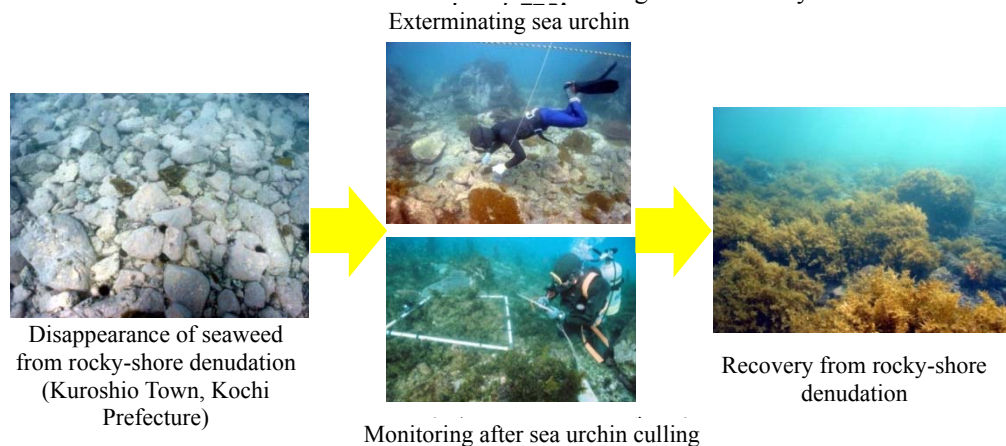 Exterminating sea urchin
Disappearance of seaweed
from rocky-shore denudation
(Kuroshio Town, Kochi
Prefecture)
Recovery from rocky-shore
denudation
Monitoring after sea urchin culling